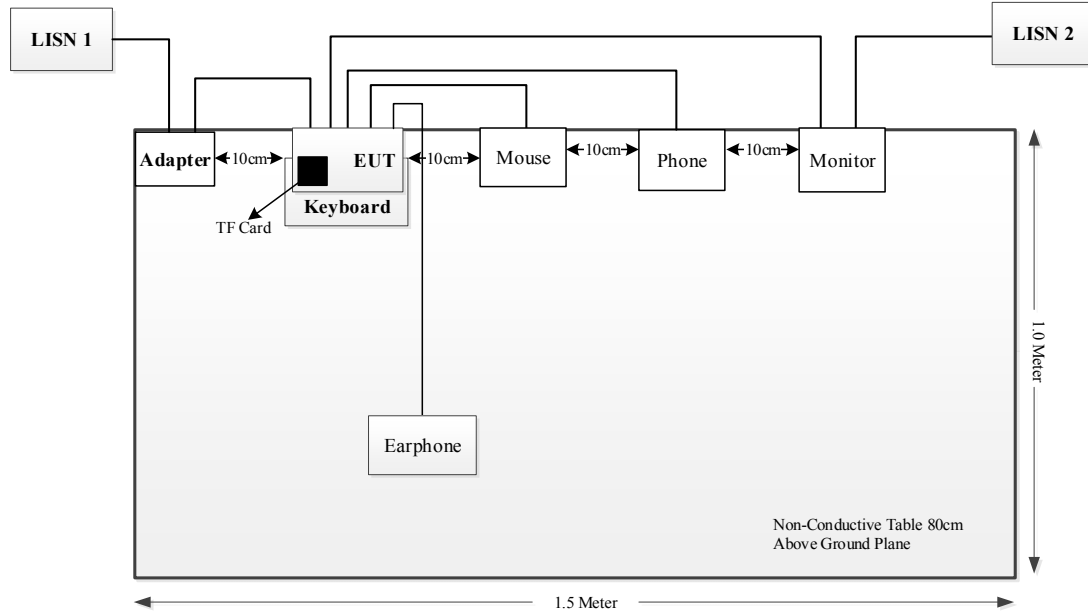 LISN 1
LISN 2
Adapter
10cm
EUT
10cm
Mouse
10cm
Phone
10cm
Monitor
Keyboard
TF Card
1.0 Meter
Earphone
Non-Conductive Table 80cm
Above Ground Plane
1.5 Meter